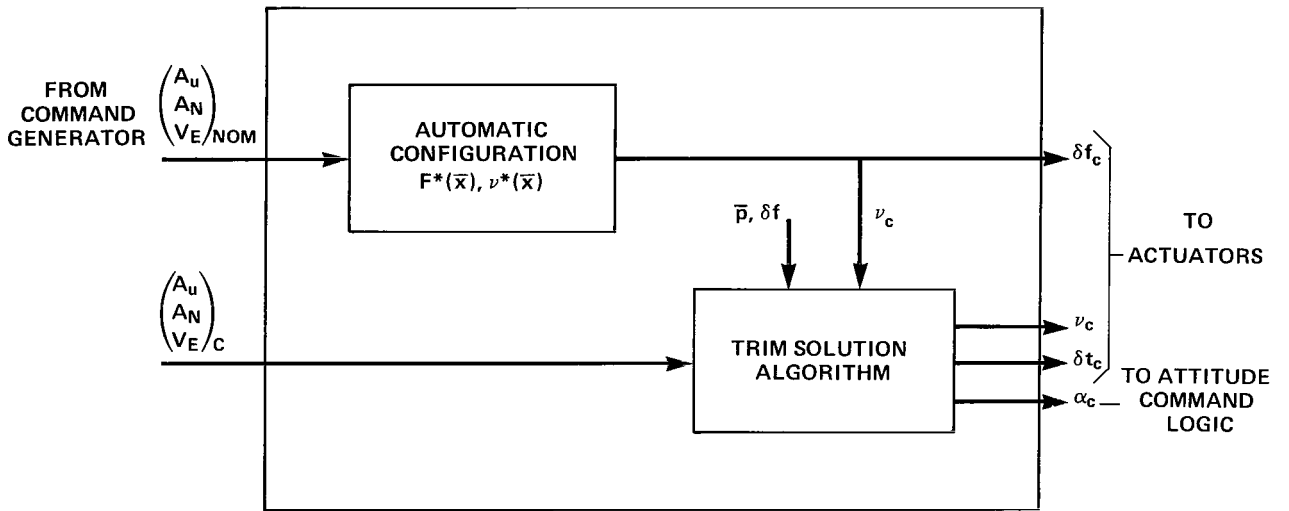 FROM
COMMAND
GENERATOR
(A_u
A_N
V_E)_NOM
AUTOMATIC
CONFIGURATION
F*(x̄), ν*(x̄)
δf_c
p̄, δf
ν_c
TO
ACTUATORS
(A_u
A_N
V_E)_C
TRIM SOLUTION
ALGORITHM
ν_c
δt_c
α_c
TO ATTITUDE
COMMAND
LOGIC